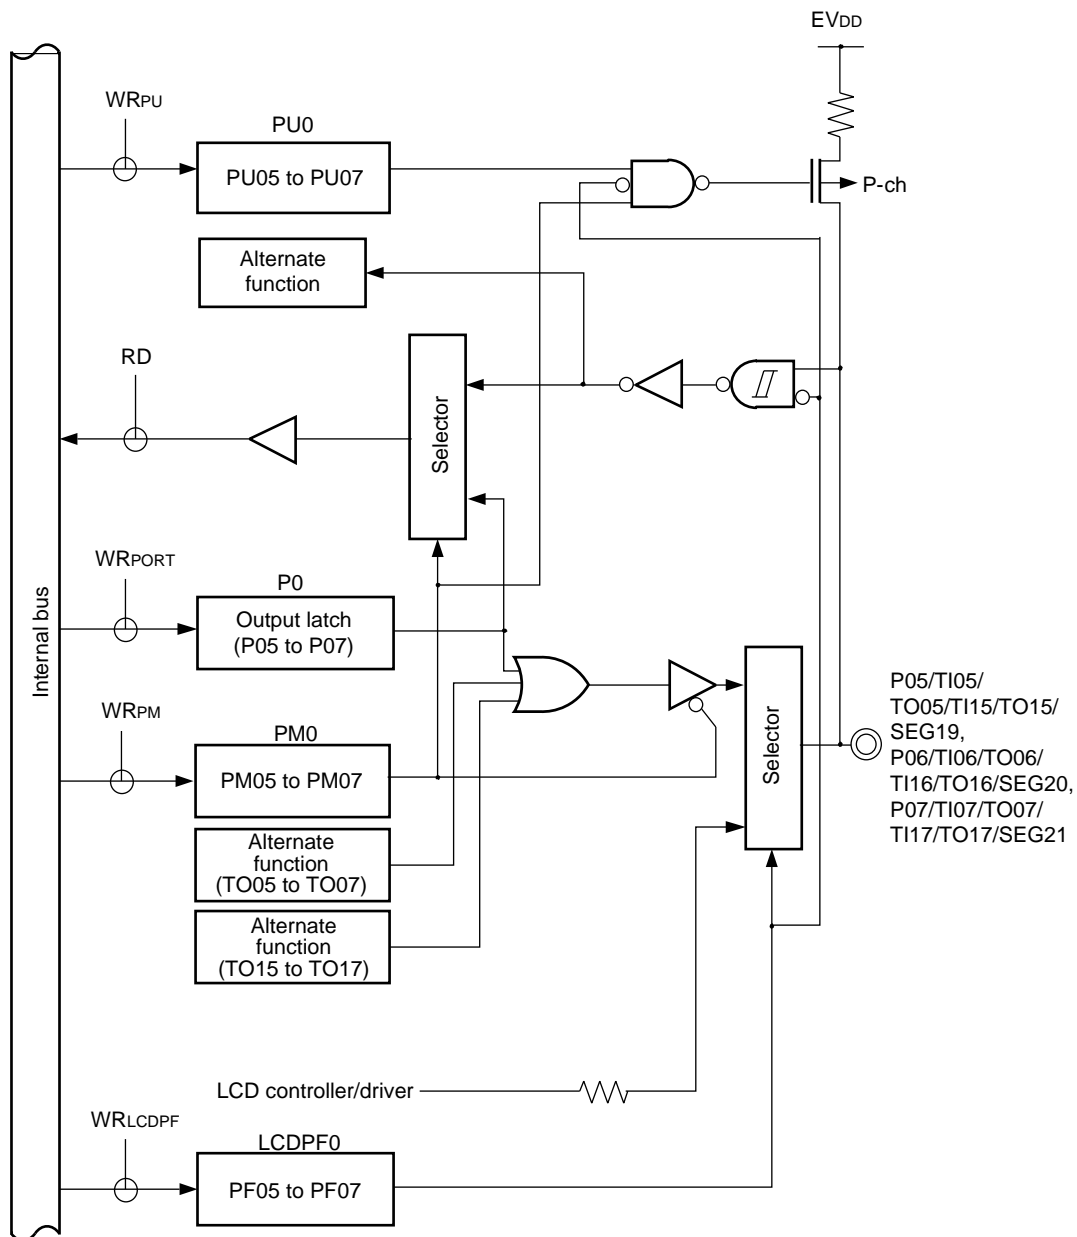 EVDD
WRPU
PU0
PU05 to PU07
P-ch
Alternate
function
RD
Selector
WRPORT
P0
Output latch
(P05 to P07)
Internal bus
WRPM
PM0
PM05 to PM07
Selector
P05/TI05/
TO05/TI15/TO15/
SEG19,
P06/TI06/TO06/
TI16/TO16/SEG20,
P07/TI07/TO07/
TI17/TO17/SEG21
Alternate
function
(TO05 to TO07)
Alternate
function
(TO15 to TO17)
LCD controller/driver
WRLCDPF
LCDPF0
PF05 to PF07